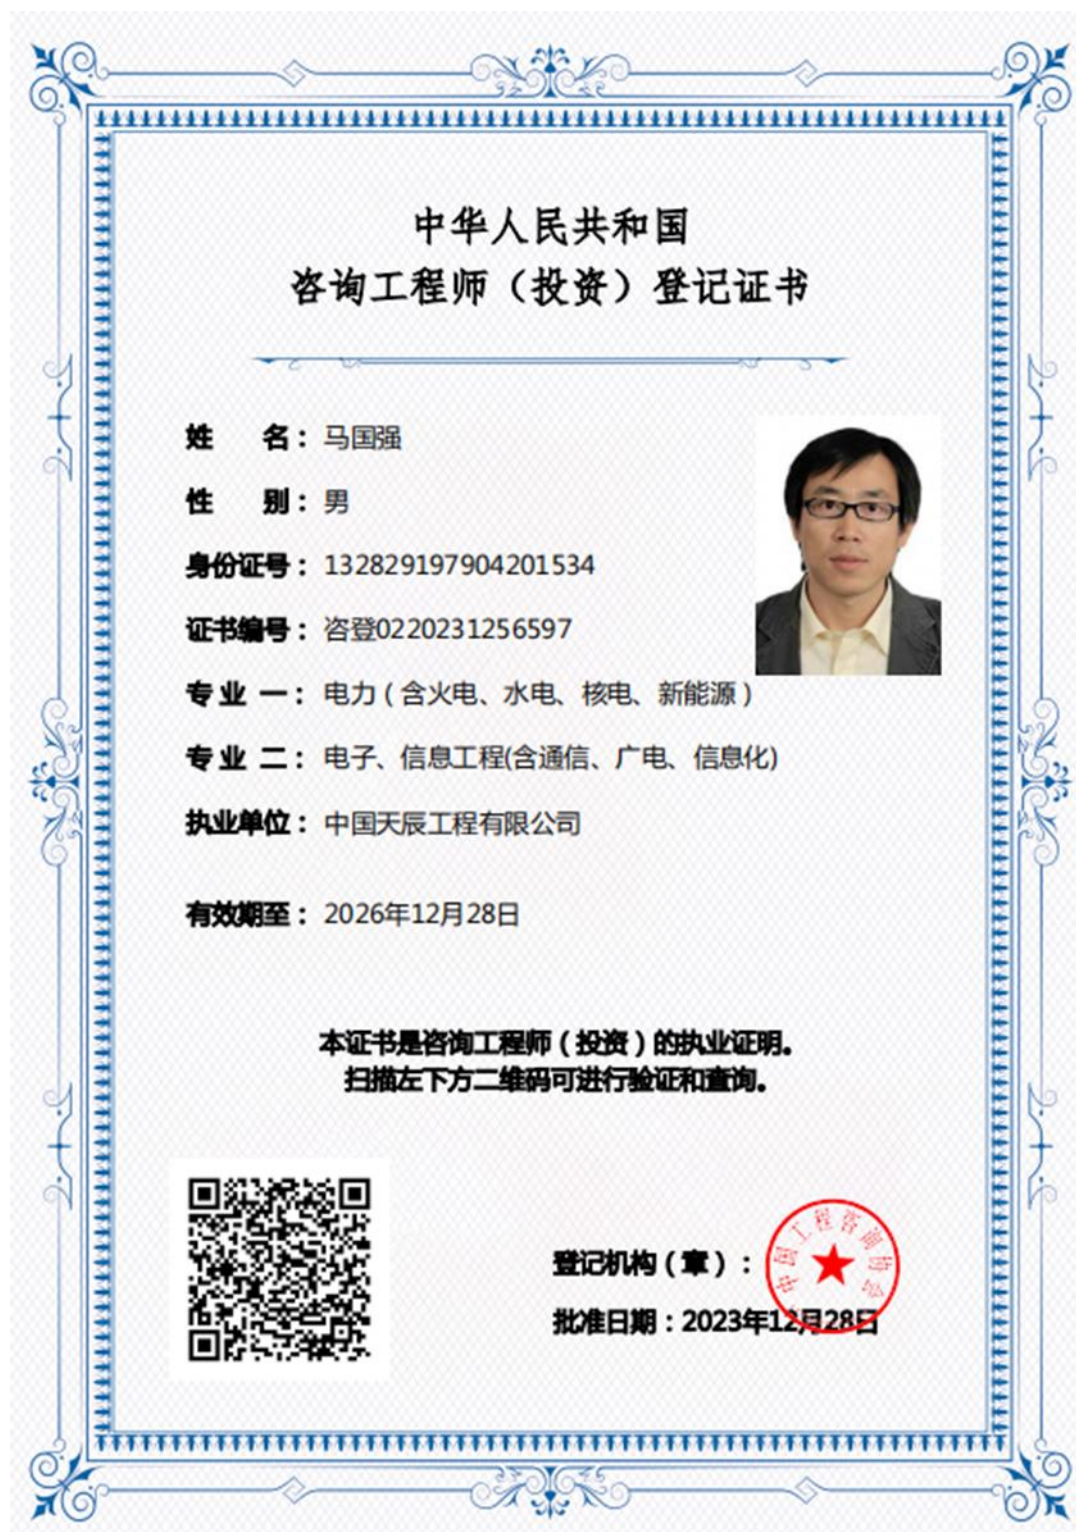 中华人民共和国
咨询工程师（投资）登记证书
姓 名：马国强
性 别：男
身份证号：132829197904201534
证书编号：咨登0220231256597
专业 一：电力（含火电、水电、核电、新能源）
专业 二：电子、信息工程(含通信、广电、信息化)
执业单位：中国天辰工程有限公司
有效期至：2026年12月28日
本证书是咨询工程师（投资）的执业证明。
扫描左下方二维码可进行验证和查询。
中国工程咨询协会
登记机构（章）：
批准日期：2023年12月28日